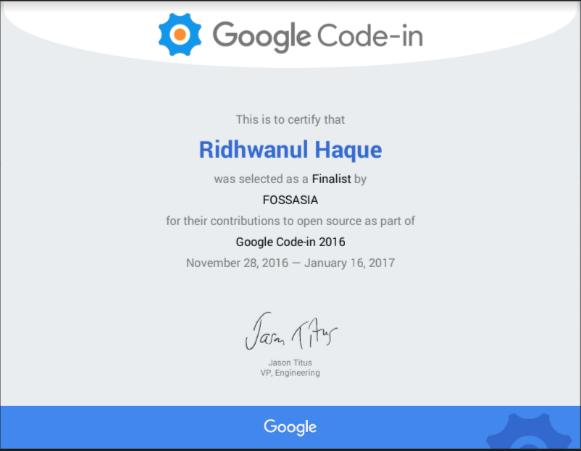 Google Code-in
This is to certify that
Ridhwanul Haque
was selected as a Finalist by
FOSSASIA
for their contributions to open source as part of
Google Code-in 2016
November 28, 2016 — January 16, 2017
Jason Titus
Jason Titus
VP, Engineering
Google